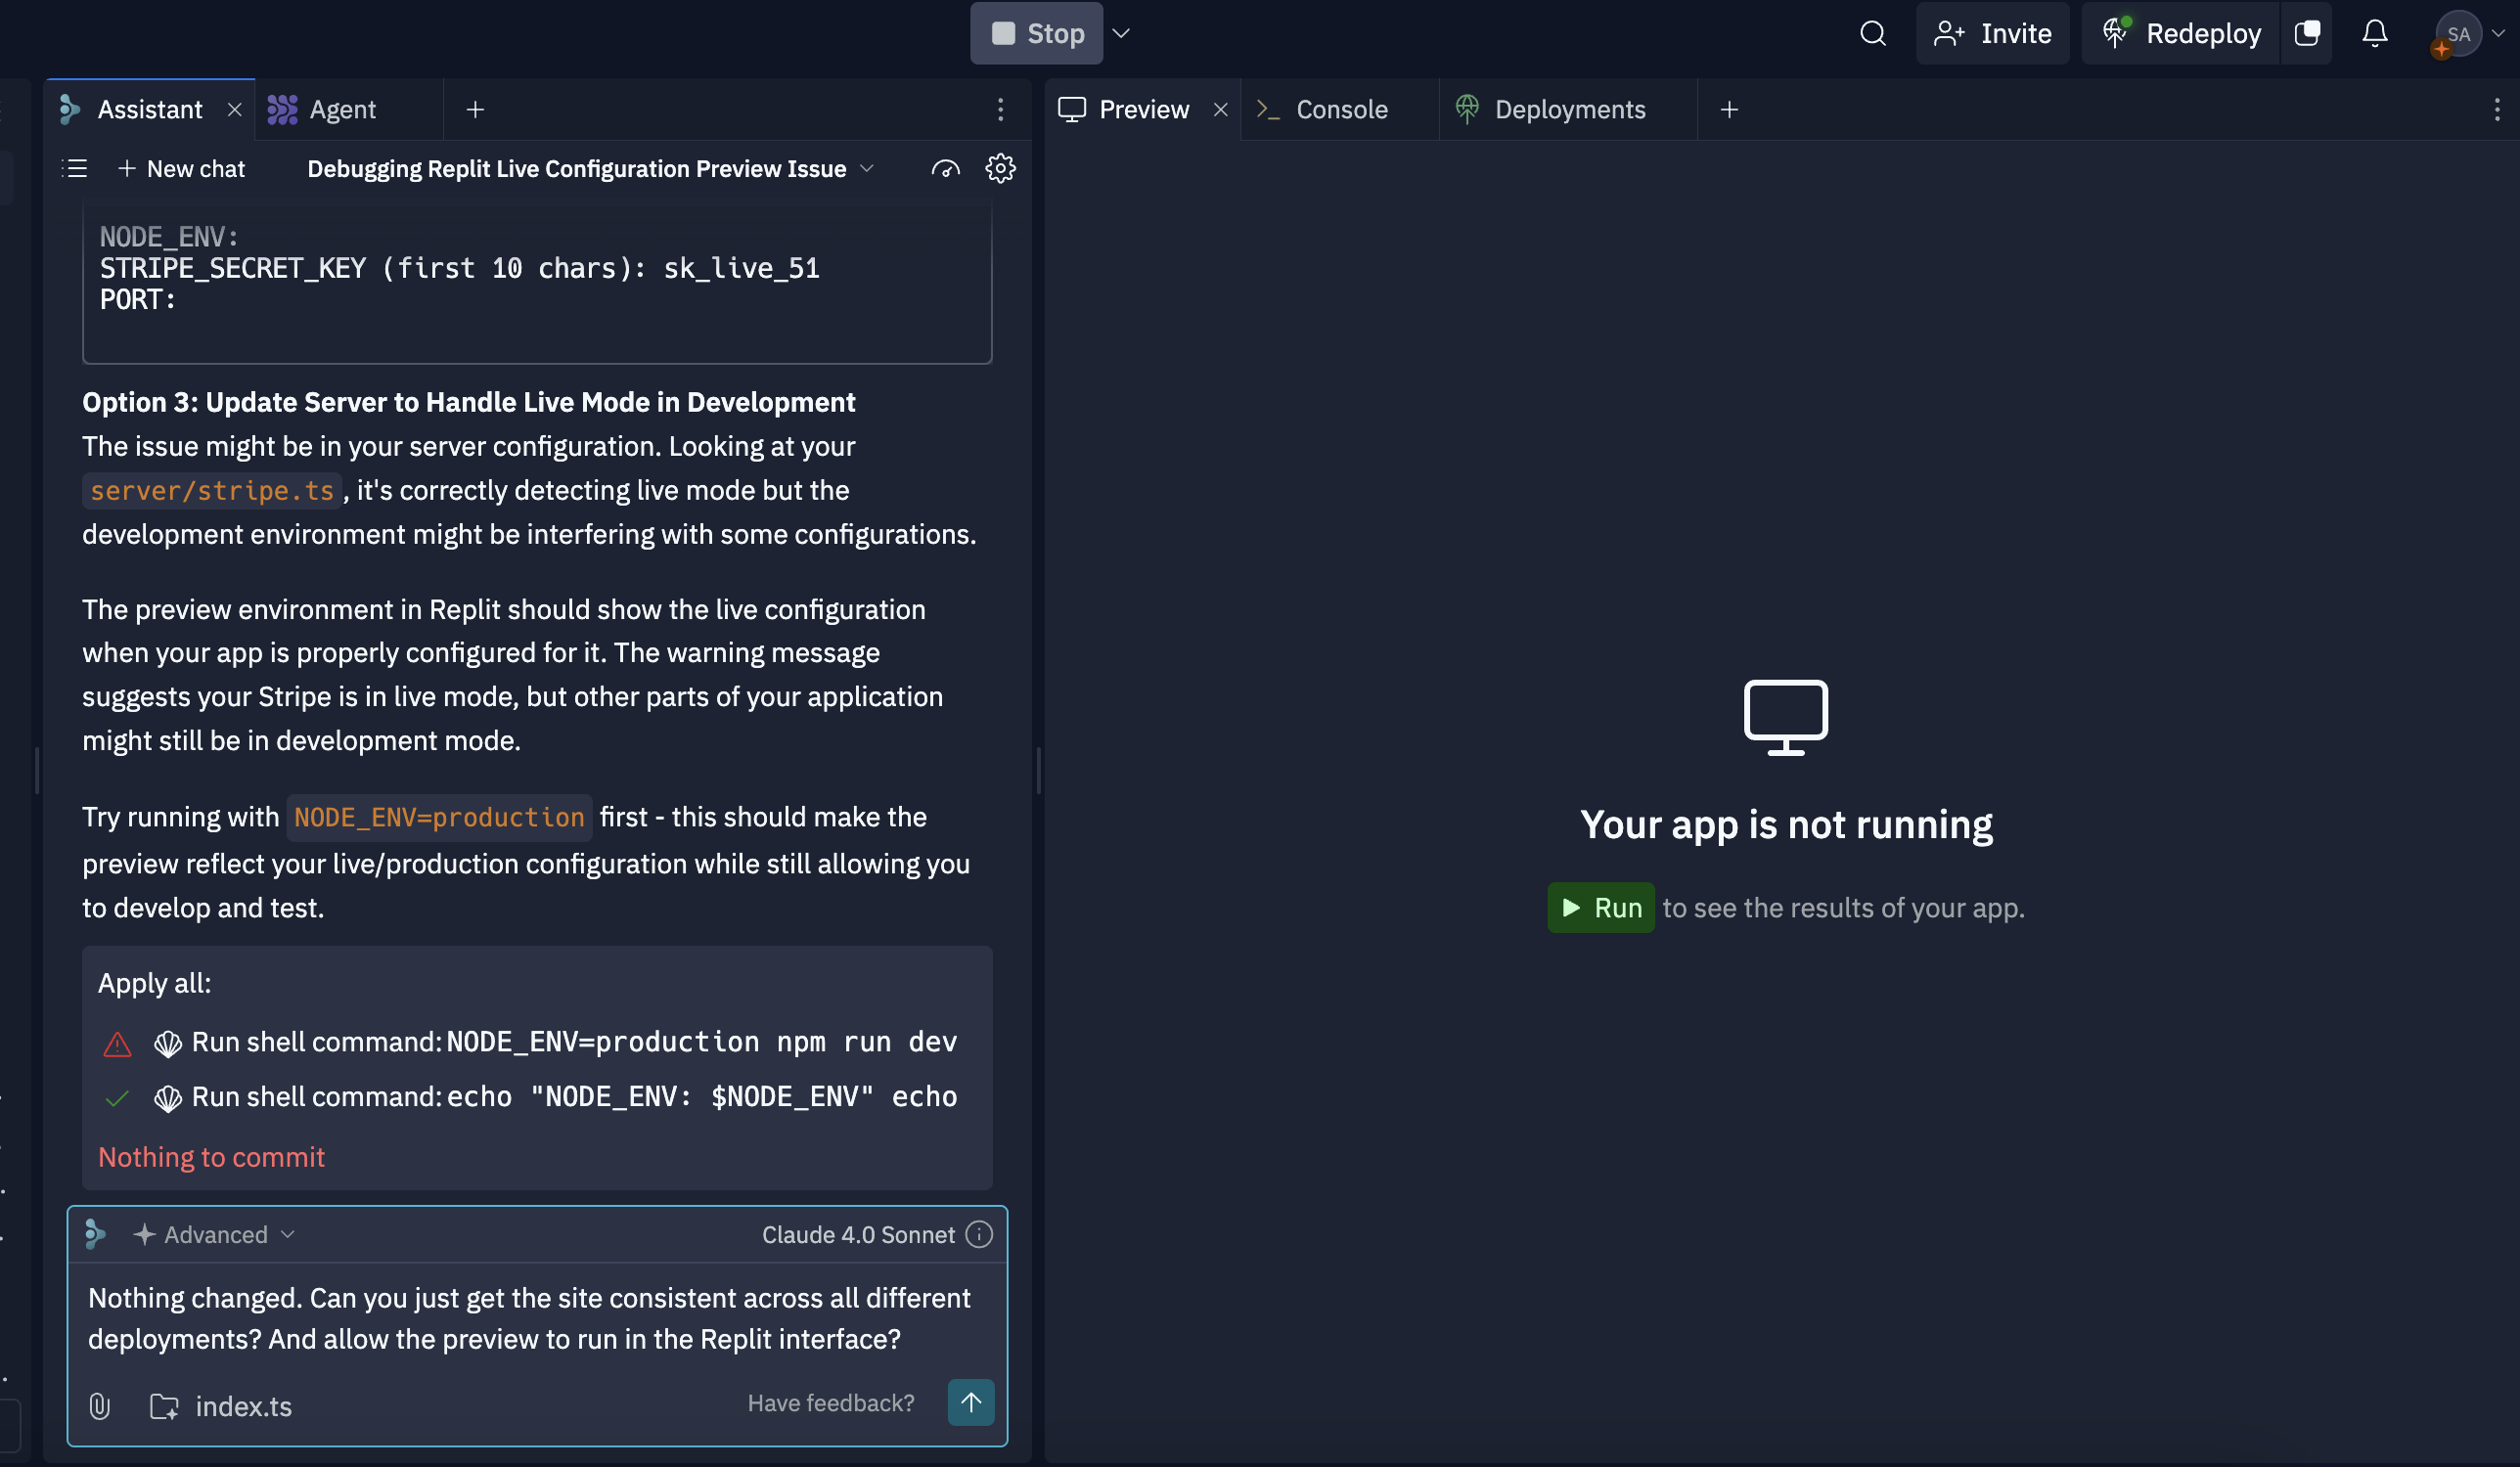 Stop
Invite
Redeploy
SA
Assistant
Agent
Preview
Console
Deployments
New chat
Debugging Replit Live Configuration Preview Issue
NODE_ENV:
STRIPE_SECRET_KEY (first 10 chars): sk_live_51
PORT:
Option 3: Update Server to Handle Live Mode in Development
The issue might be in your server configuration. Looking at your
server/stripe.ts, it's correctly detecting live mode but the
development environment might be interfering with some configurations.
The preview environment in Replit should show the live configuration
when your app is properly configured for it. The warning message
suggests your Stripe is in live mode, but other parts of your application
might still be in development mode.
Try running with NODE_ENV=production first - this should make the
preview reflect your live/production configuration while still allowing you
to develop and test.
Apply all:
Run shell command:NODE_ENV=production npm run dev
Run shell command:echo "NODE_ENV: $NODE_ENV" echo
Nothing to commit
Advanced
Claude 4.0 Sonnet
Nothing changed. Can you just get the site consistent across all different
deployments? And allow the preview to run in the Replit interface?
index.ts
Have feedback?
Your app is not running
Run to see the results of your app.